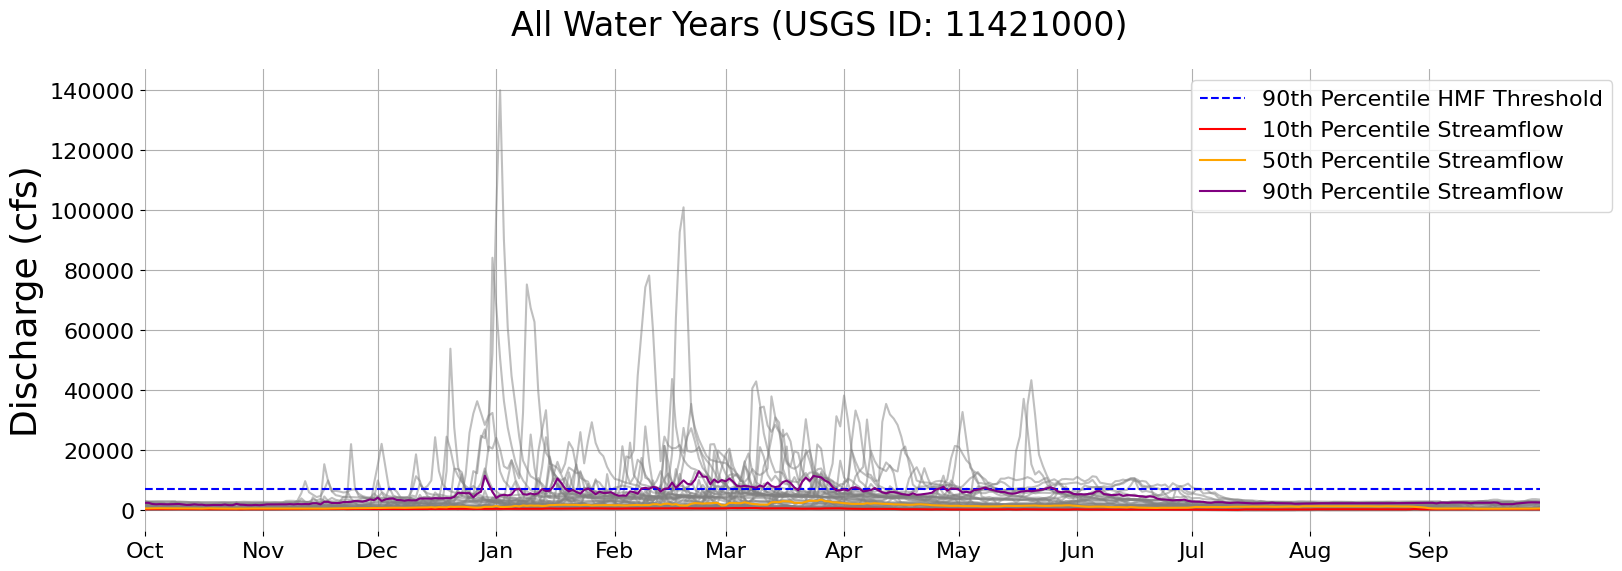 All Water Years (USGS ID: 11421000)
Discharge (cfs)
140000
120000
100000
80000
60000
40000
20000
0
90th Percentile HMF Threshold
10th Percentile Streamflow
50th Percentile Streamflow
90th Percentile Streamflow
Oct Nov Dec Jan Feb Mar Apr May Jun Jul Aug Sep